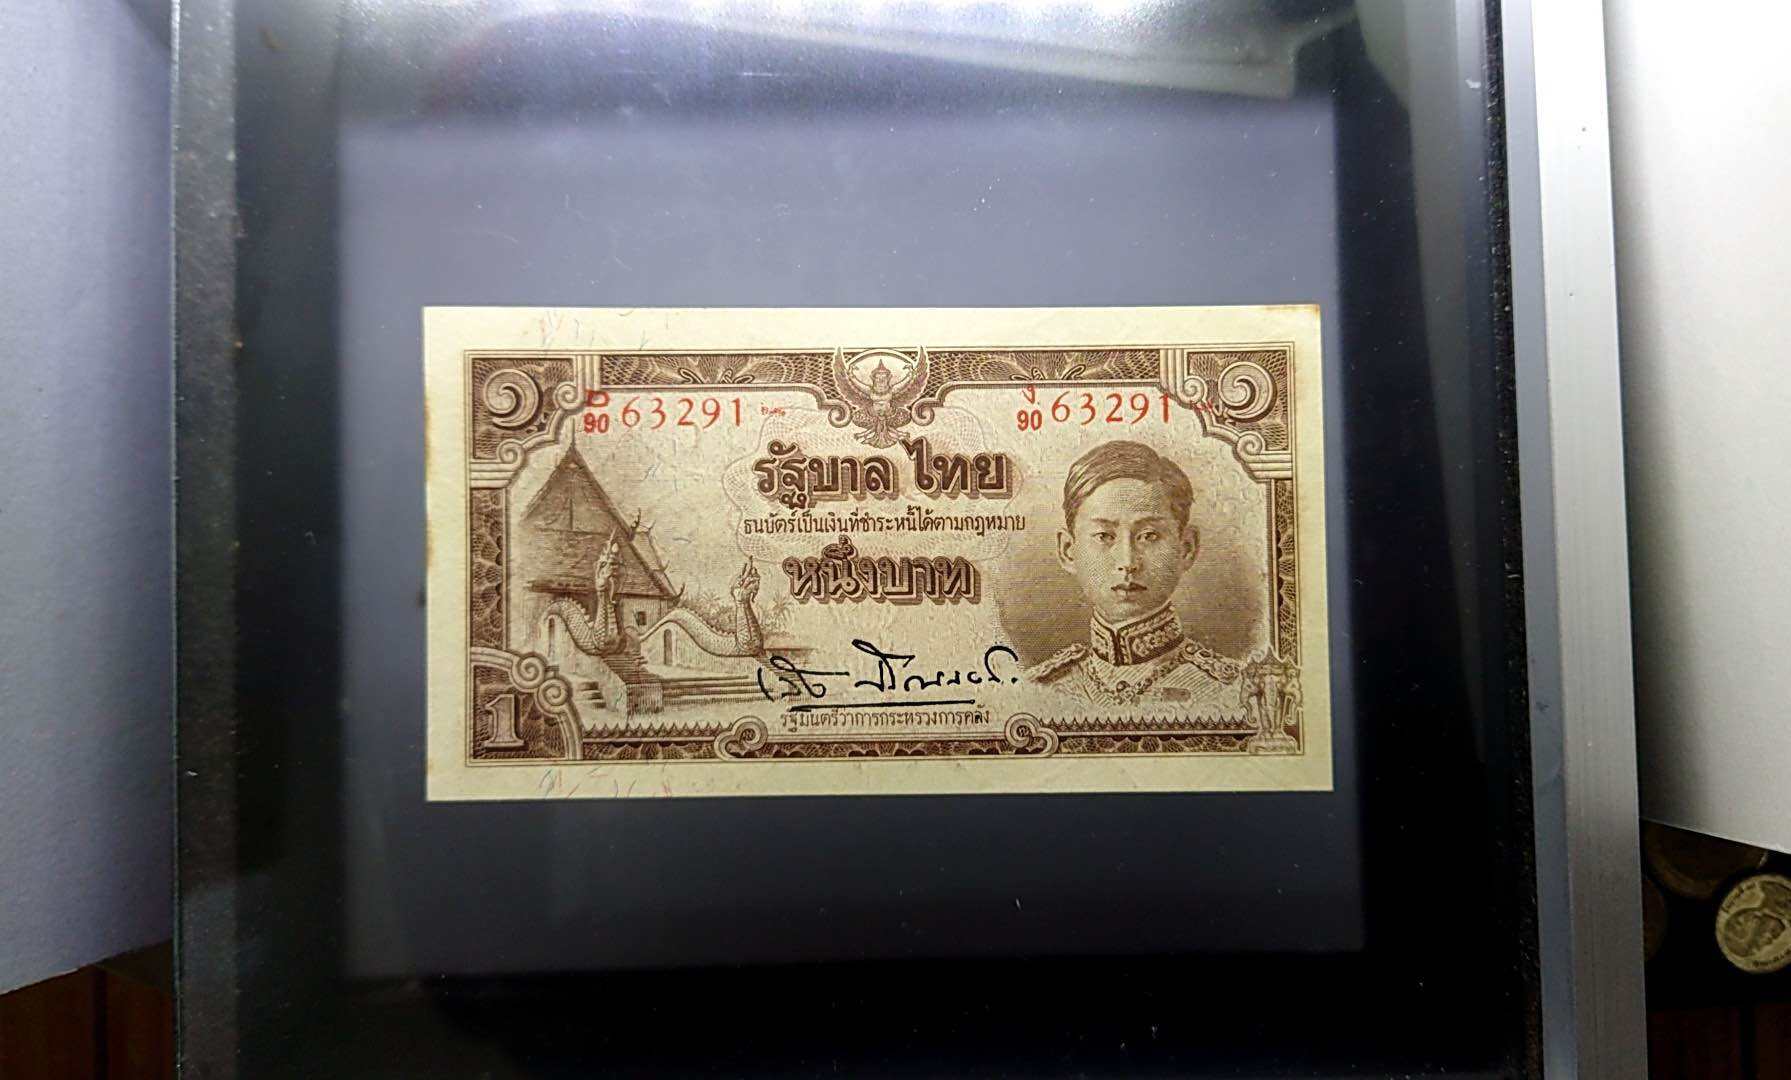 ๑ ๑
D
90 63291
ง
90 63291
รัฐบาล ไทย
ธนบัตร์เป็นเงินที่ชำระหนี้ได้ตามกฎหมาย
หนึ่งบาท
รัฐมนตรีว่าการกระทรวงการคลัง
1